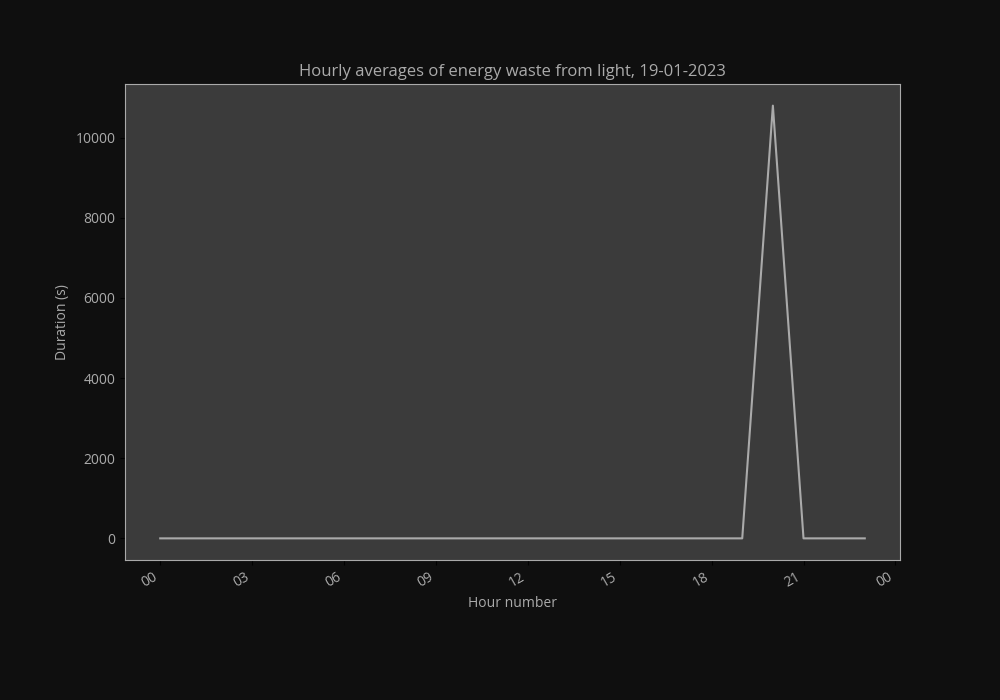 Hourly averages of energy waste from light, 19-01-2023
10000
8000
6000
4000
2000
0
Duration (s)
00 03 06 09 12 15 18 21 00
Hour number